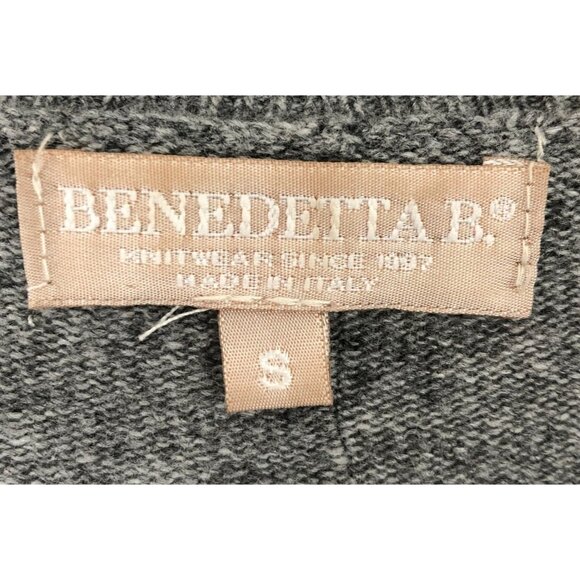 BENEDETTA B.®
KNITWEAR SINCE 1997
MADE IN ITALY
S